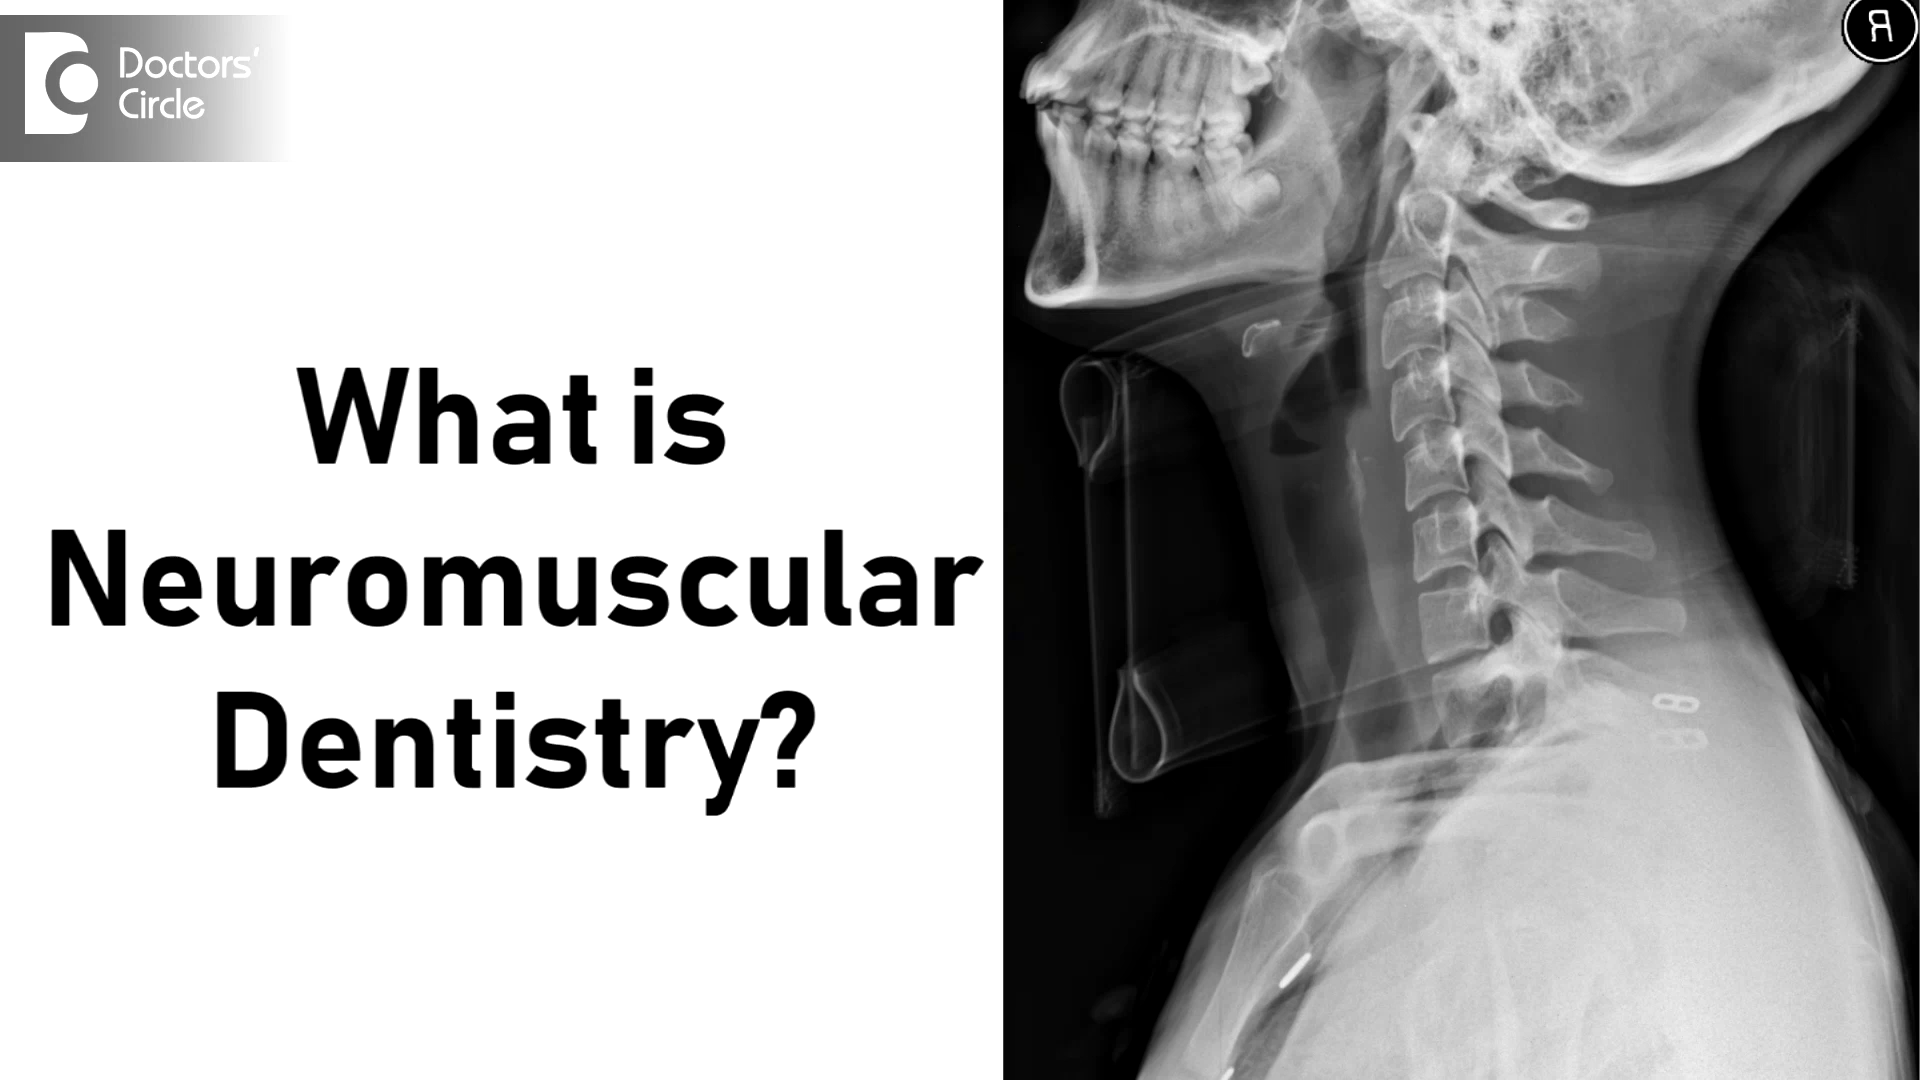 Doctors'
Circle
What is
Neuromuscular
Dentistry?
R